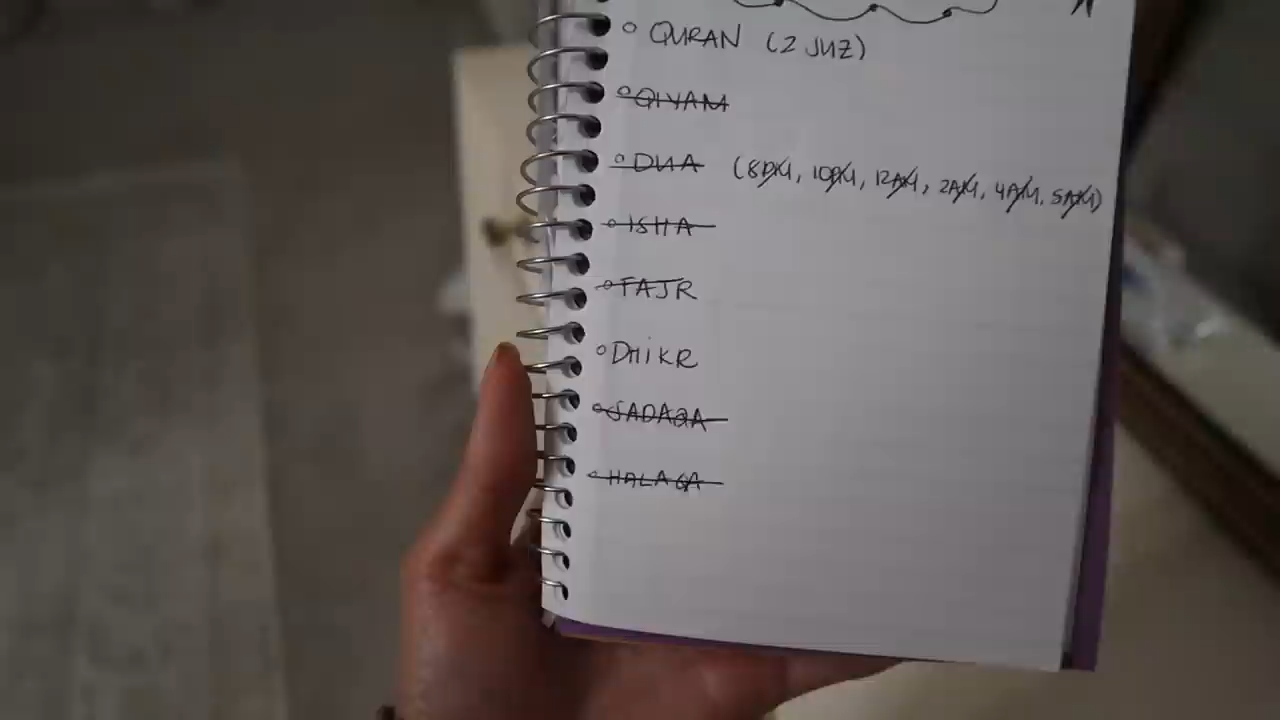 QURAN (2 JUZ)
QIYAM
DUA (8PM, 10PM, 12AM, 2AM, 4AM, 5AM)
ISHA
FAJR
DHIKR
SADAQA
HALAQA